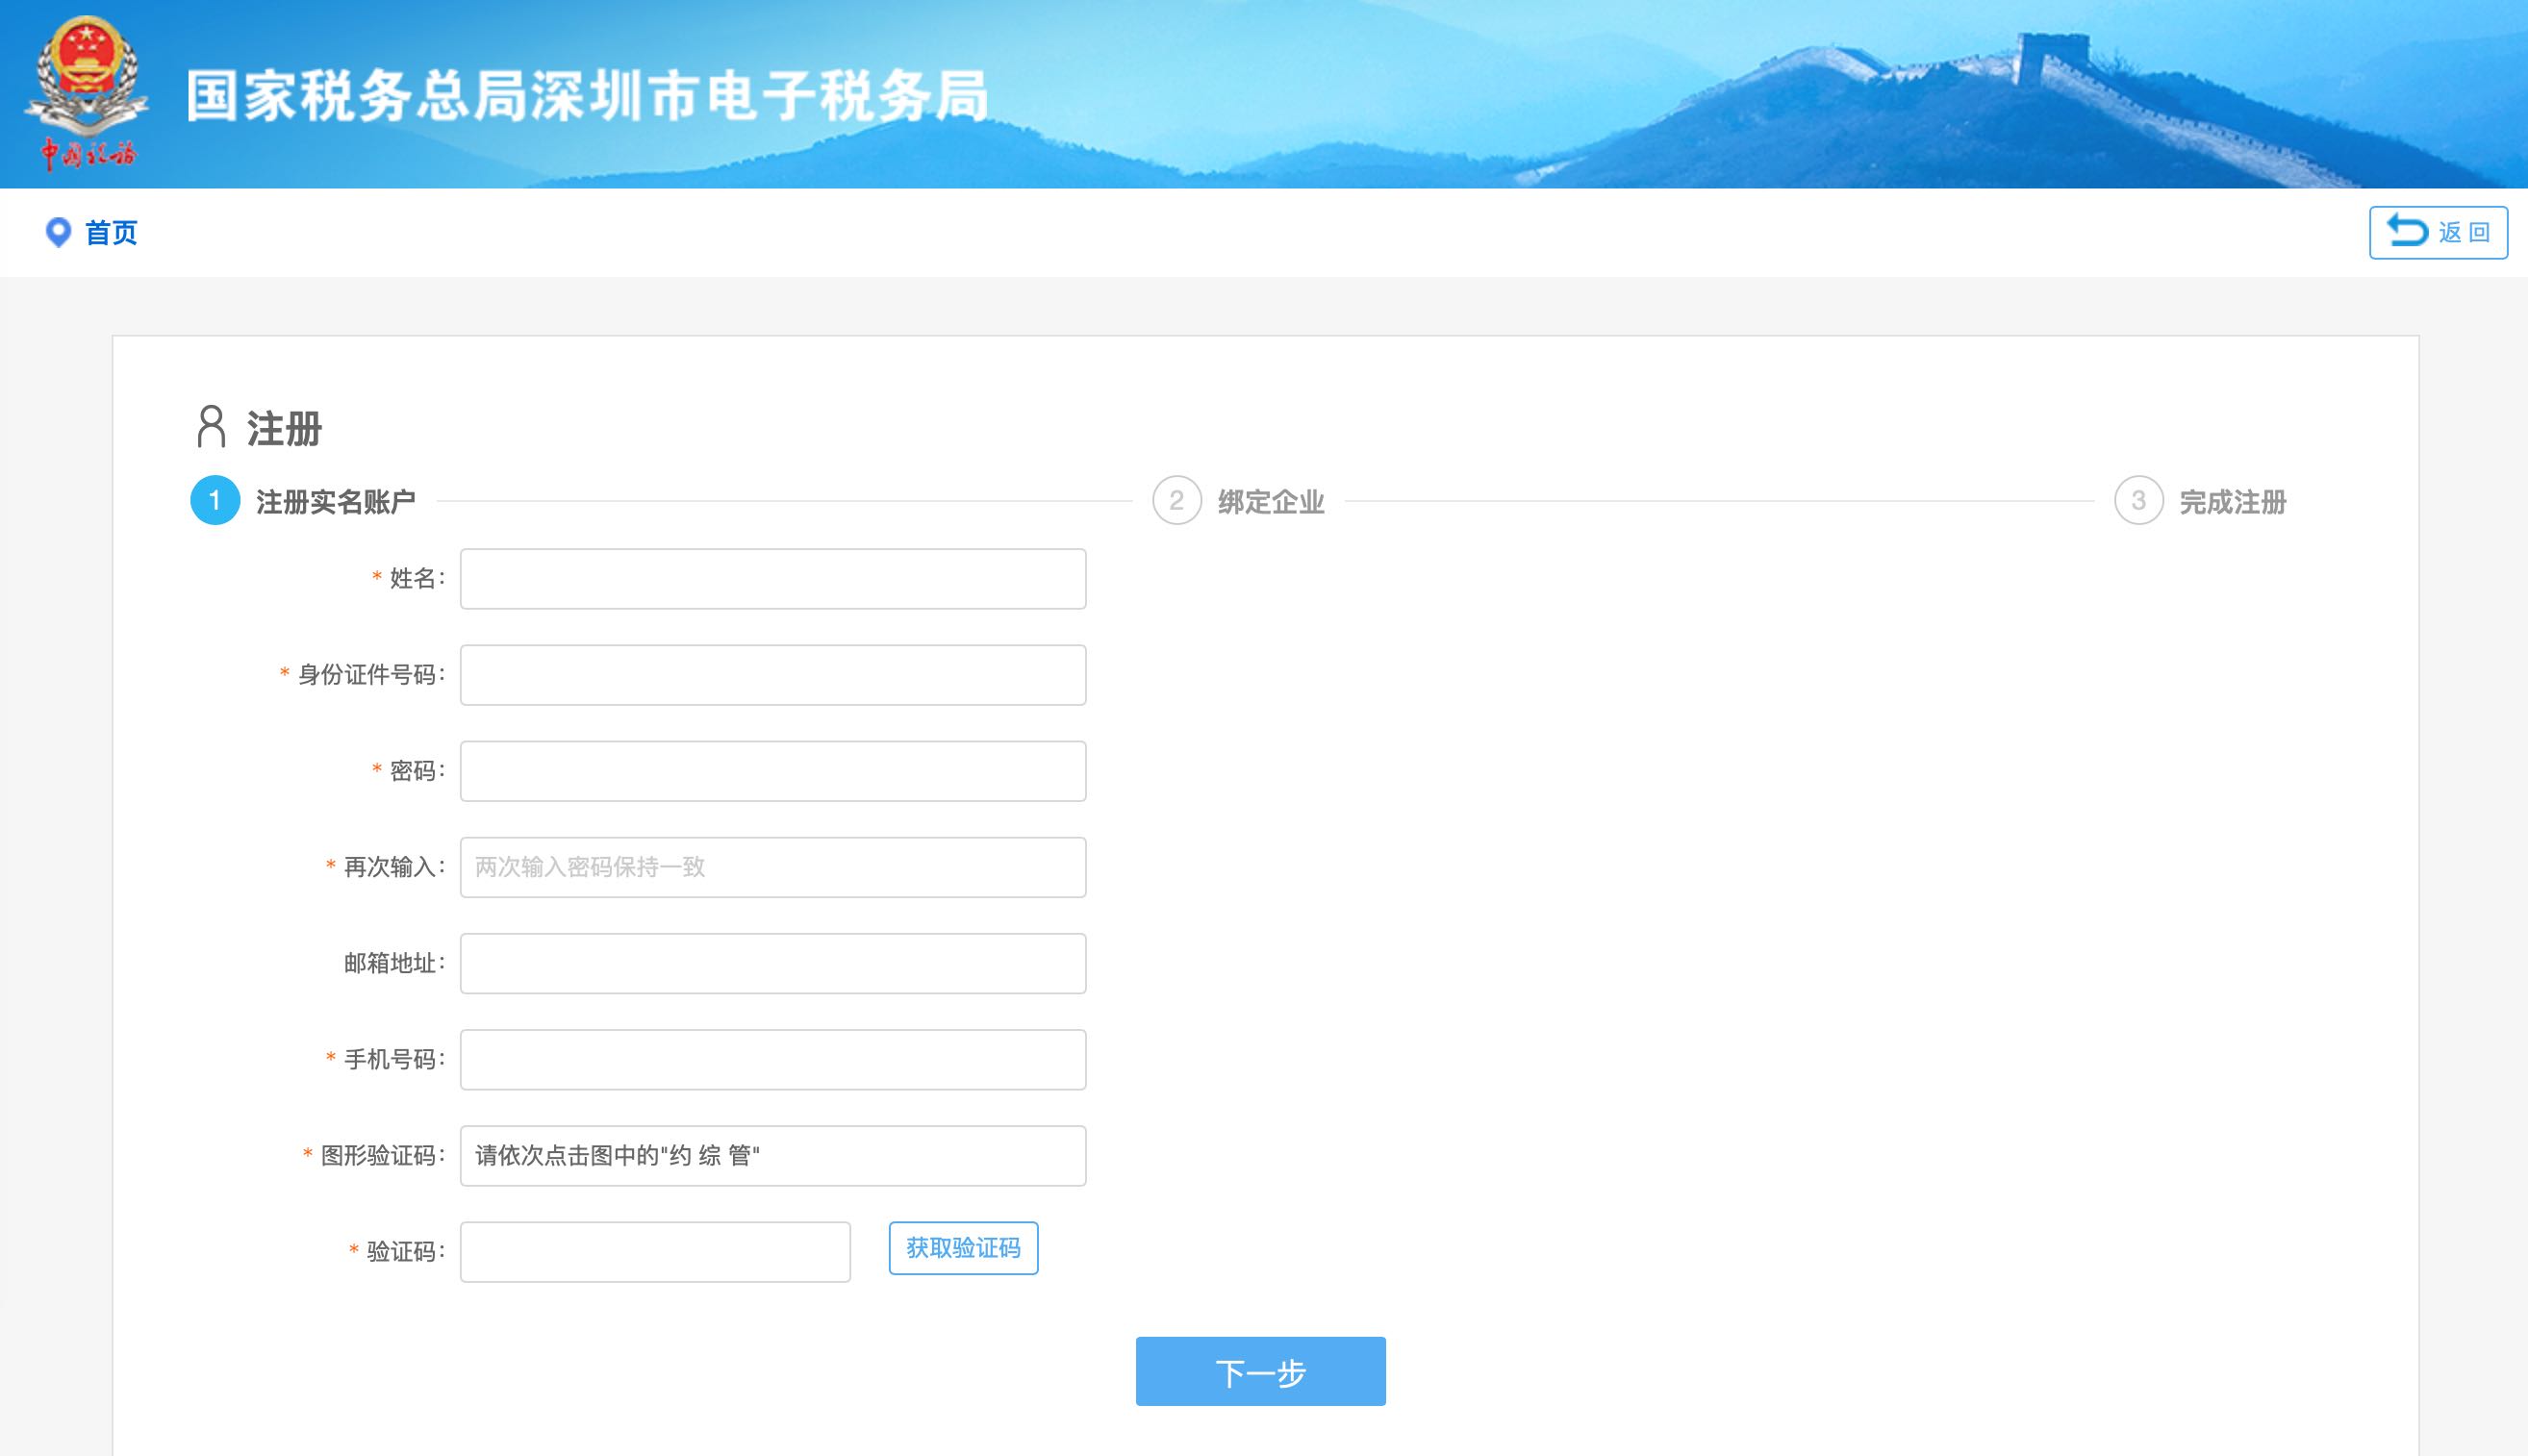 国家税务总局深圳市电子税务局
中国税务
首页
返 回
注册
1 注册实名账户
2 绑定企业
3 完成注册
* 姓名:
* 身份证件号码:
* 密码:
* 再次输入: 两次输入密码保持一致
邮箱地址:
* 手机号码:
* 图形验证码: 请依次点击图中的"约 综 管"
* 验证码: 获取验证码
下一步